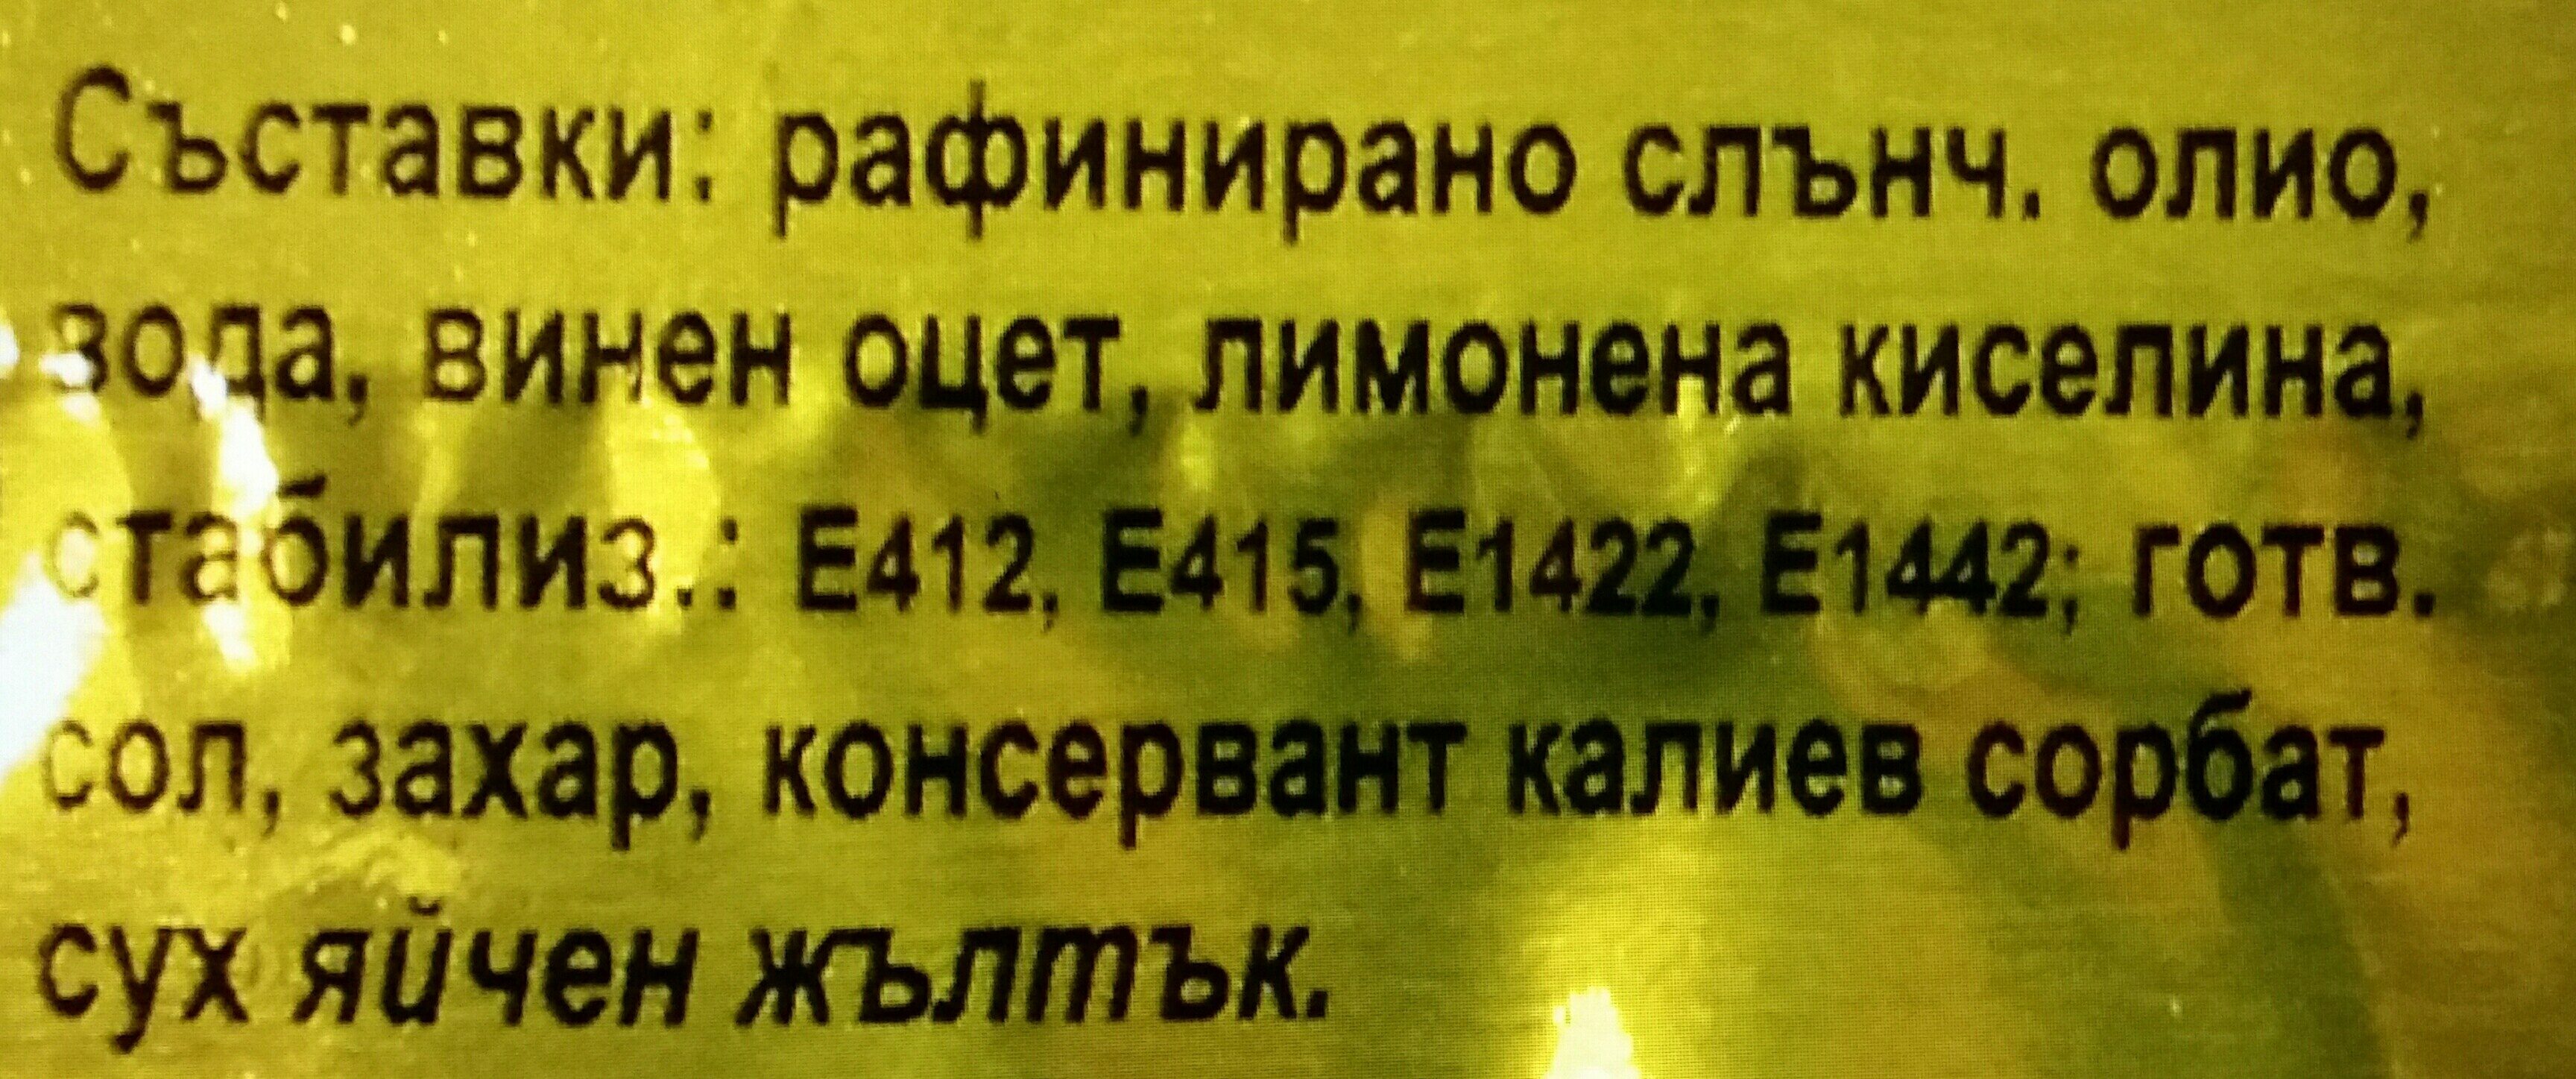 Съставки: рафинирано слънч. олио,
вода, винен оцет, лимонена киселина,
стабилиз.: Е412, Е415, Е1422, Е1442; готв.
сол, захар, консервант калиев сорбат,
сух яйчен жълтък.